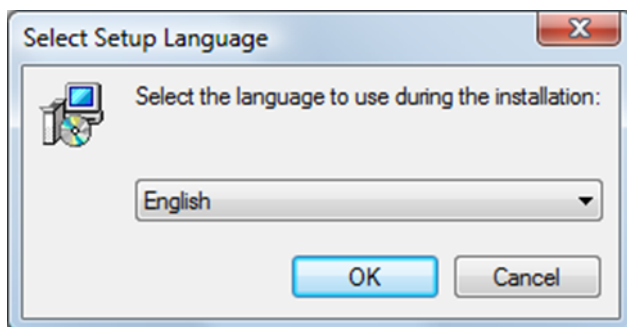 Select Setup Language
Select the language to use during the installation:
English
OK
Cancel